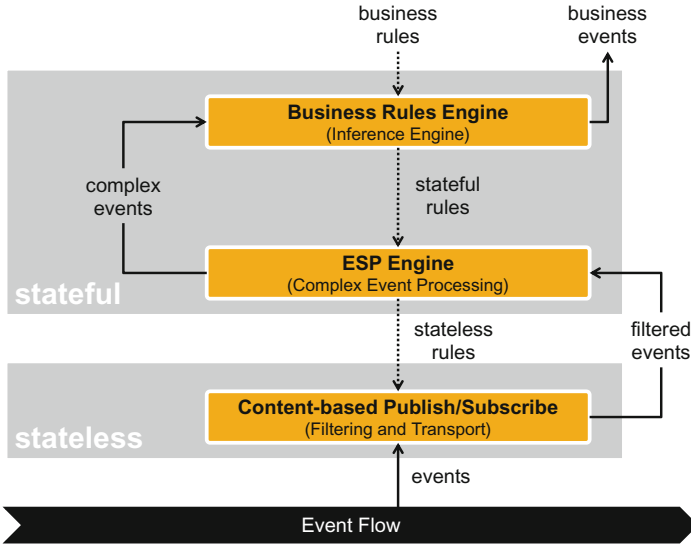 business
rules
business
events
Business Rules Engine
(Inference Engine)
complex
events
stateful
rules
ESP Engine
(Complex Event Processing)
stateful
stateless
rules
filtered
events
Content-based Publish/Subscribe
(Filtering and Transport)
stateless
events
Event Flow